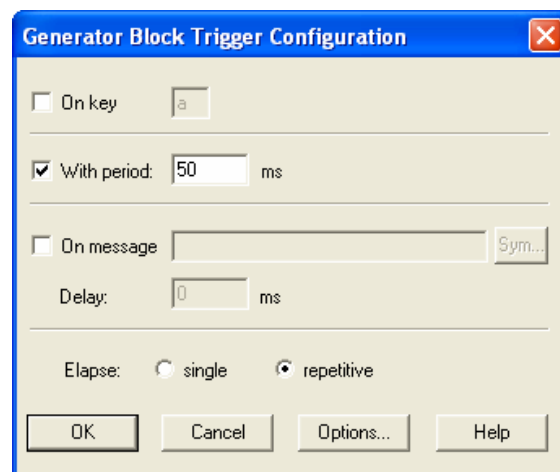 Generator Block Trigger Configuration
On key a
With period: 50 ms
On message Sym...
Delay: 0 ms
Elapse: single repetitive
OK Cancel Options... Help